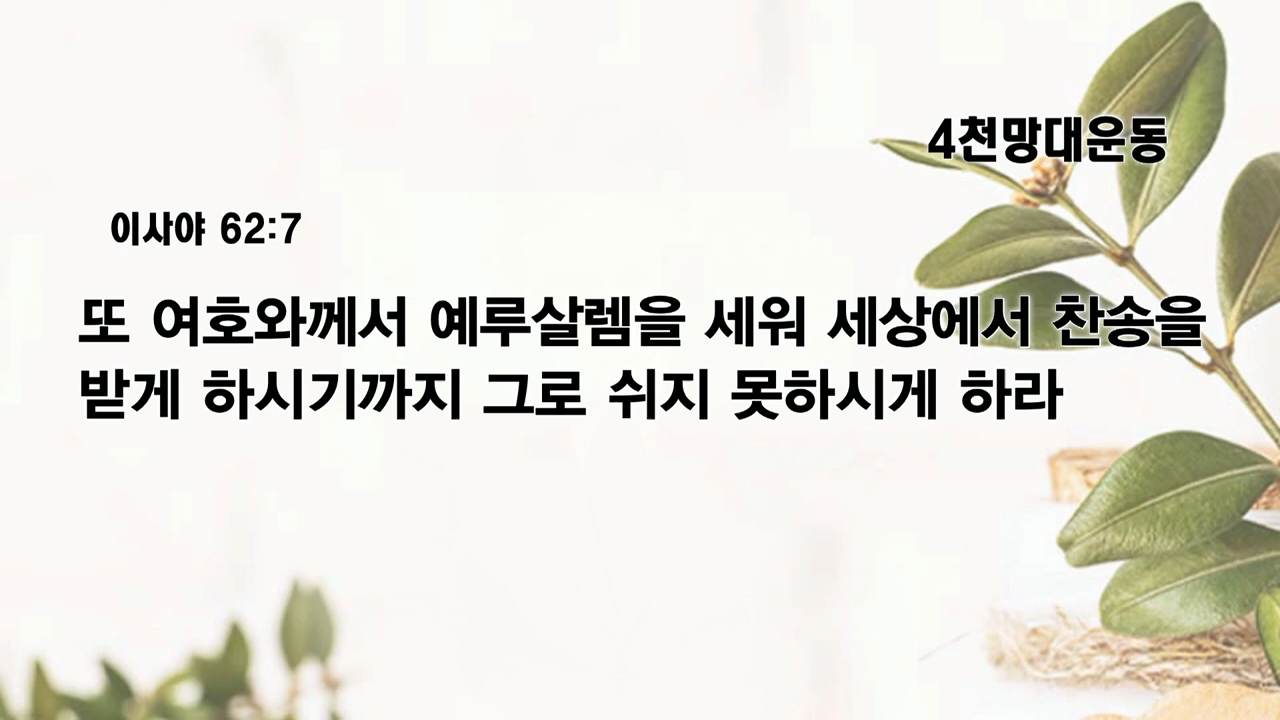 4천망대운동
이사야 62:7
또 여호와께서 예루살렘을 세워 세상에서 찬송을
받게 하시기까지 그로 쉬지 못하시게 하라